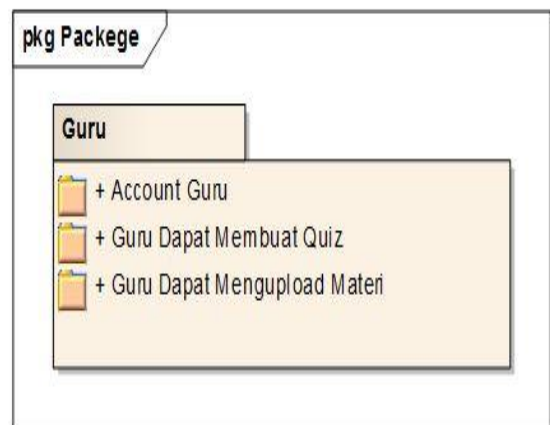 pkg Packege
Guru
+ Account Guru
+ Guru Dapat Membuat Quiz
+ Guru Dapat Mengupload Materi